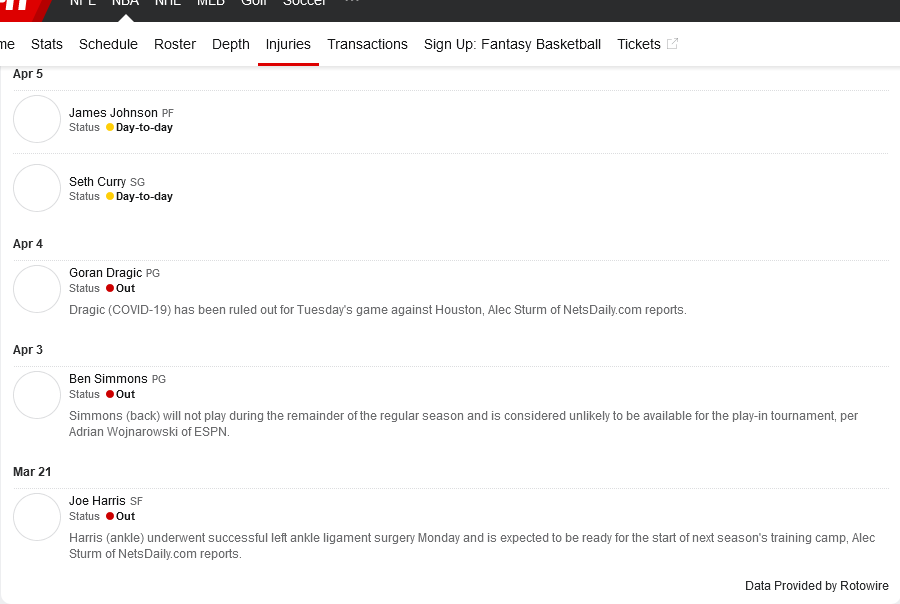 NFL NBA NHL MLB Golf Soccer ...
me Stats Schedule Roster Depth Injuries Transactions Sign Up: Fantasy Basketball Tickets
Apr 5
James Johnson PF
Status Day-to-day
Seth Curry SG
Status Day-to-day
Apr 4
Goran Dragic PG
Status Out
Dragic (COVID-19) has been ruled out for Tuesday's game against Houston, Alec Sturm of NetsDaily.com reports.
Apr 3
Ben Simmons PG
Status Out
Simmons (back) will not play during the remainder of the regular season and is considered unlikely to be available for the play-in tournament, per
Adrian Wojnarowski of ESPN.
Mar 21
Joe Harris SF
Status Out
Harris (ankle) underwent successful left ankle ligament surgery Monday and is expected to be ready for the start of next season's training camp, Alec
Sturm of NetsDaily.com reports.
Data Provided by Rotowire